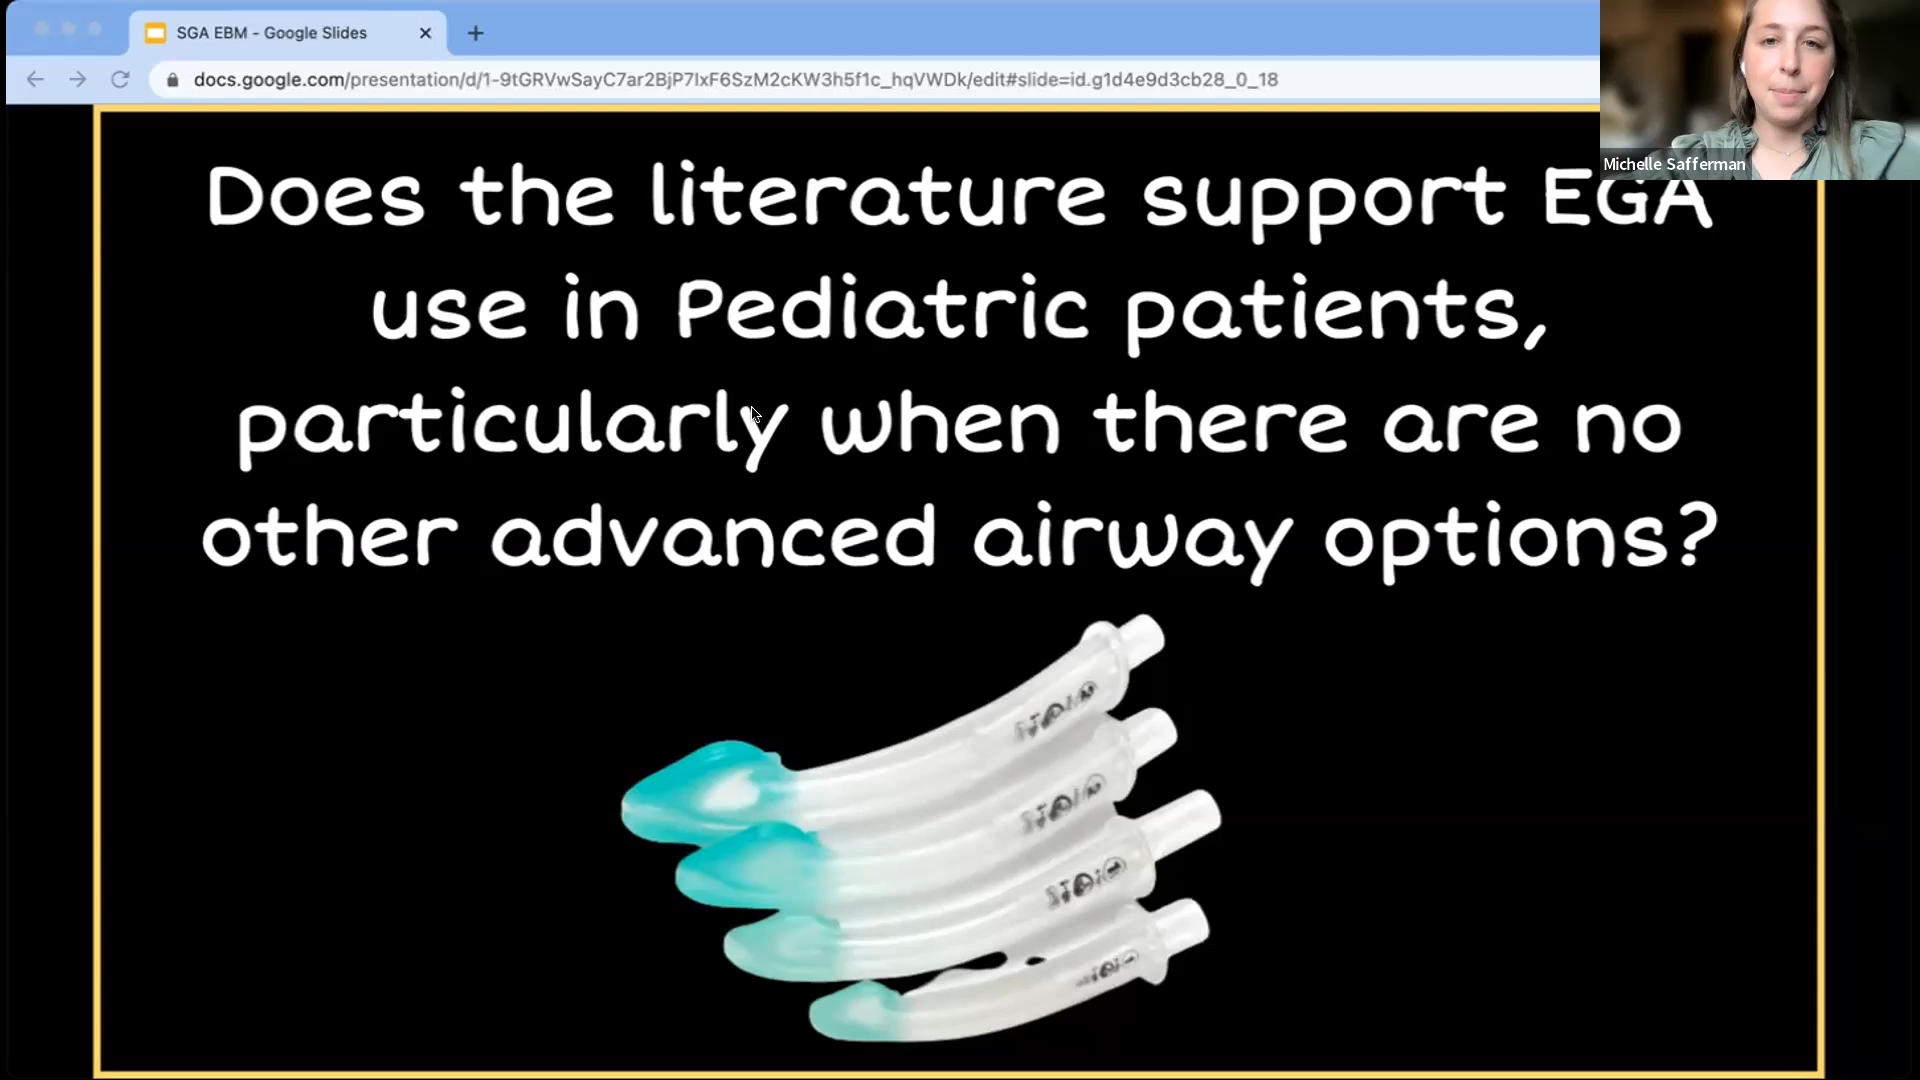 SGA EBM - Google Slides
docs.google.com/presentation/d/1-9tGRVwSayC7ar2BjP7IxF6SzM2cKW3h5f1c_hqVWDk/edit#slide=id.g1d4e9d3cb28_0_18
Michelle Safferman
Does the literature support EGA
use in Pediatric patients,
particularly when there are no
other advanced airway options?